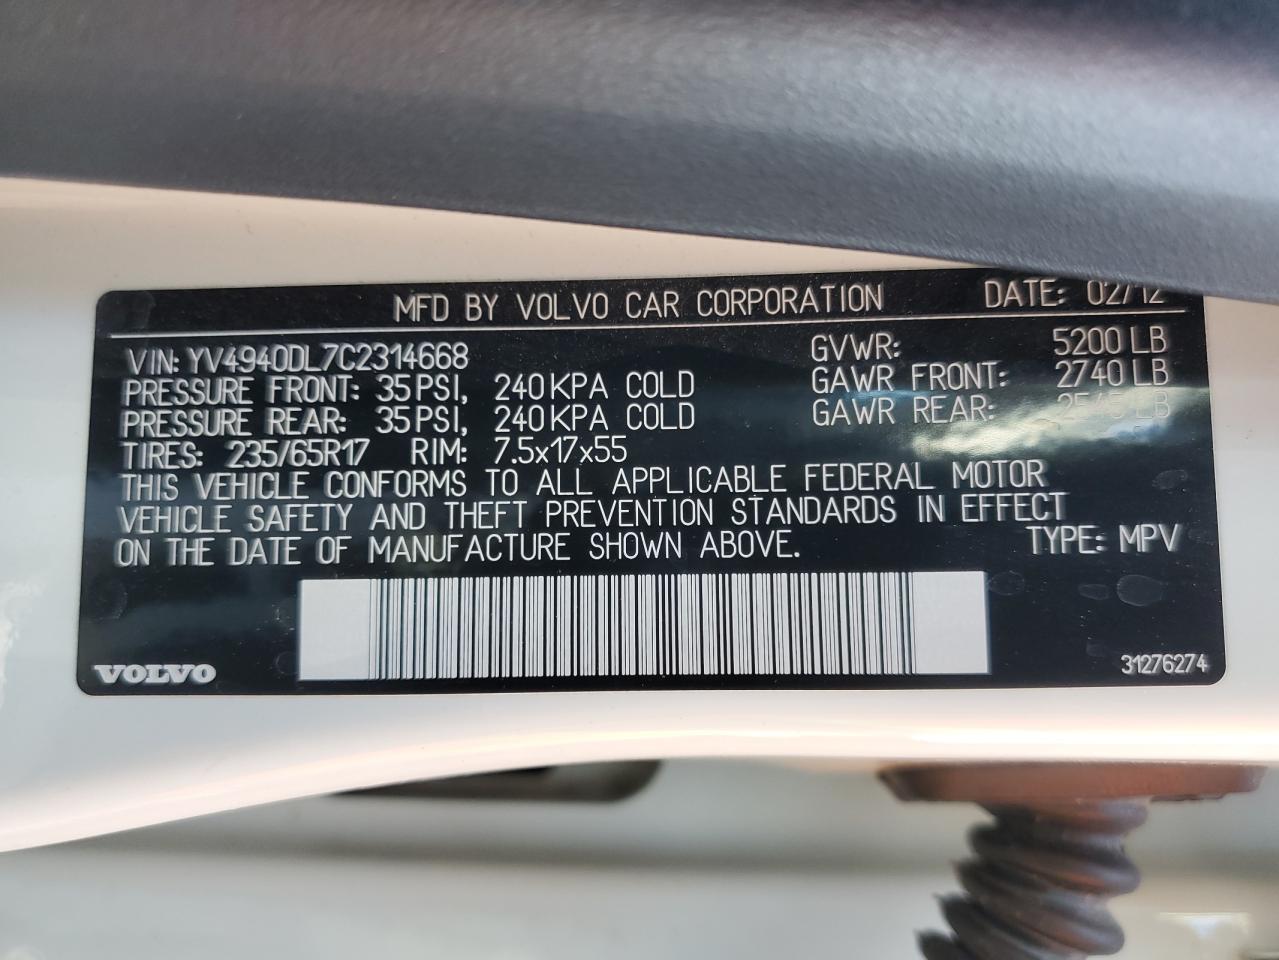 MFD BY VOLVO CAR CORPORATION DATE: 02/12
VIN: YV4940DL7C2314668 GVWR: 5200 LB
PRESSURE FRONT: 35 PSI, 240 KPA COLD GAWR FRONT: 2740 LB
PRESSURE REAR: 35 PSI, 240 KPA COLD GAWR REAR: LB
TIRES: 235/65R17 RIM: 7.5x17x55
THIS VEHICLE CONFORMS TO ALL APPLICABLE FEDERAL MOTOR
VEHICLE SAFETY AND THEFT PREVENTION STANDARDS IN EFFECT
ON THE DATE OF MANUFACTURE SHOWN ABOVE. TYPE: MPV
VOLVO 31276274